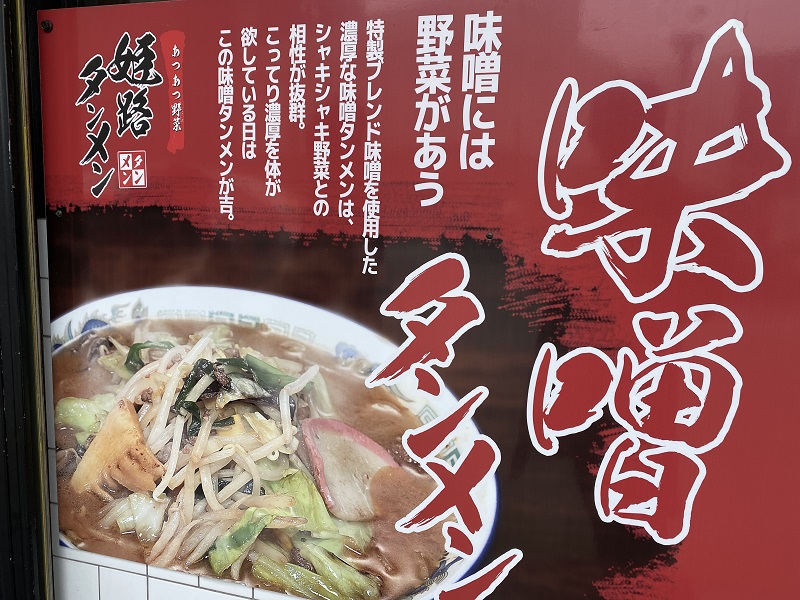 味噌
タンメン
味噌には
野菜があう
特製ブレンド味噌を使用した
濃厚な味噌タンメンは、
シャキシャキ野菜との
相性が抜群。
こってり濃厚を体が
欲している日は
この味噌タンメンが吉。
あつあつ野菜
姫路
タンメン
タンメン